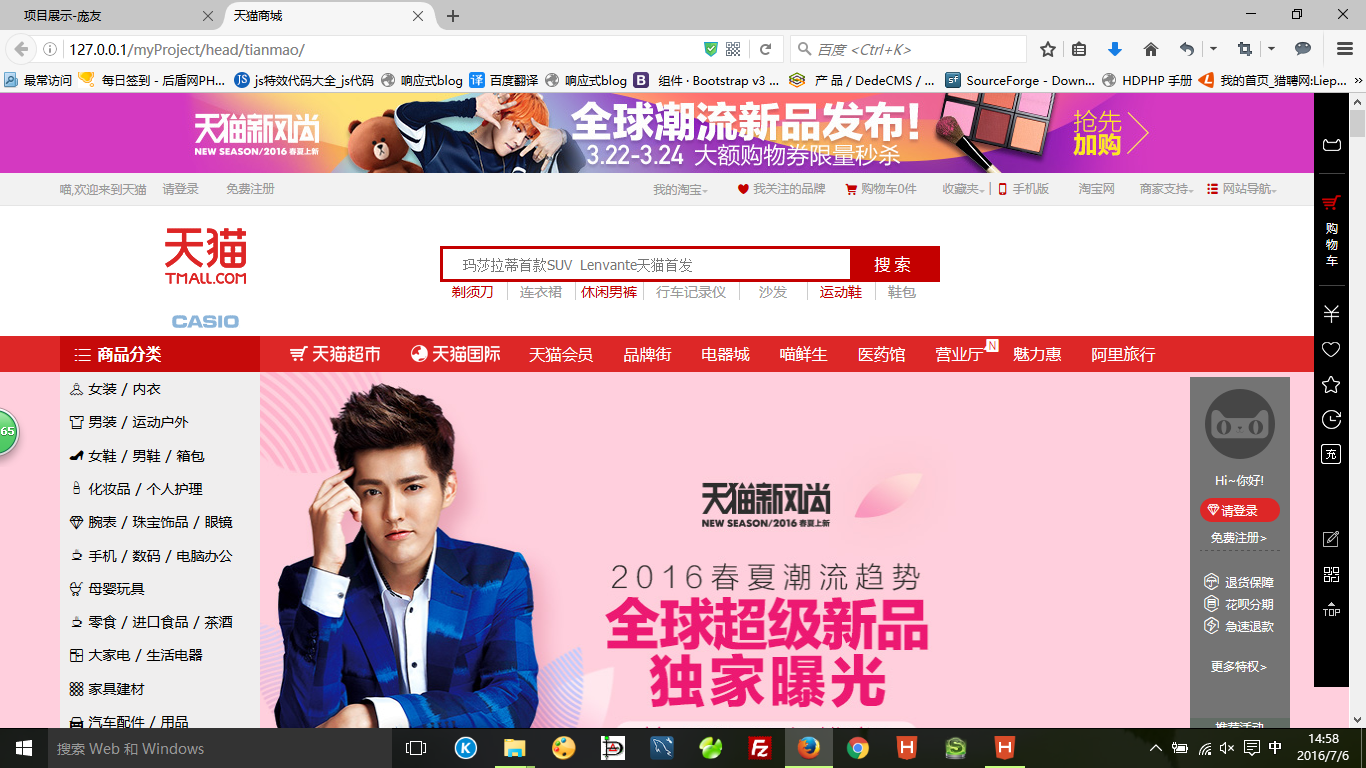 项目展示-庞友
天猫商城
127.0.0.1/myProject/head/tianmao/
百度 <Ctrl+K>
最常访问 每日签到 - 后盾网PH... js特效代码大全_js代码 响应式blog 百度翻译 响应式blog 组件 · Bootstrap v3 ... 产 品 / DedeCMS / ... SourceForge - Down... HDPHP 手册 我的首页_猎聘网:Liep...
天猫新风尚
NEW SEASON/2016 春夏上新
全球潮流新品发布!
3.22-3.24 大额购物券限量秒杀
抢先
加购
喵,欢迎来到天猫 请登录 免费注册 我的淘宝 我关注的品牌 购物车0件 收藏夹 | 手机版 淘宝网 商家支持 网站导航
天猫
TMALL.COM
玛莎拉蒂首款SUV Lenvante天猫首发 搜 索
剃须刀 连衣裙 休闲男裤 行车记录仪 沙发 运动鞋 鞋包
CASIO
商品分类 天猫超市 天猫国际 天猫会员 品牌街 电器城 喵鲜生 医药馆 营业厅 N 魅力惠 阿里旅行
女装 / 内衣
男装 / 运动户外
女鞋 / 男鞋 / 箱包
化妆品 / 个人护理
腕表 / 珠宝饰品 / 眼镜
手机 / 数码 / 电脑办公
母婴玩具
零食 / 进口食品 / 茶酒
大家电 / 生活电器
家具建材
汽车配件 / 用品
65
天猫新风尚
NEW SEASON/2016 春夏上新
2016春夏潮流趋势
全球超级新品
独家曝光
Hi~你好!
请登录
免费注册>
退货保障
花呗分期
急速退款
更多特权>
推荐活动
购
物
车
充
TOP
搜索 Web 和 Windows
中
14:58
2016/7/6